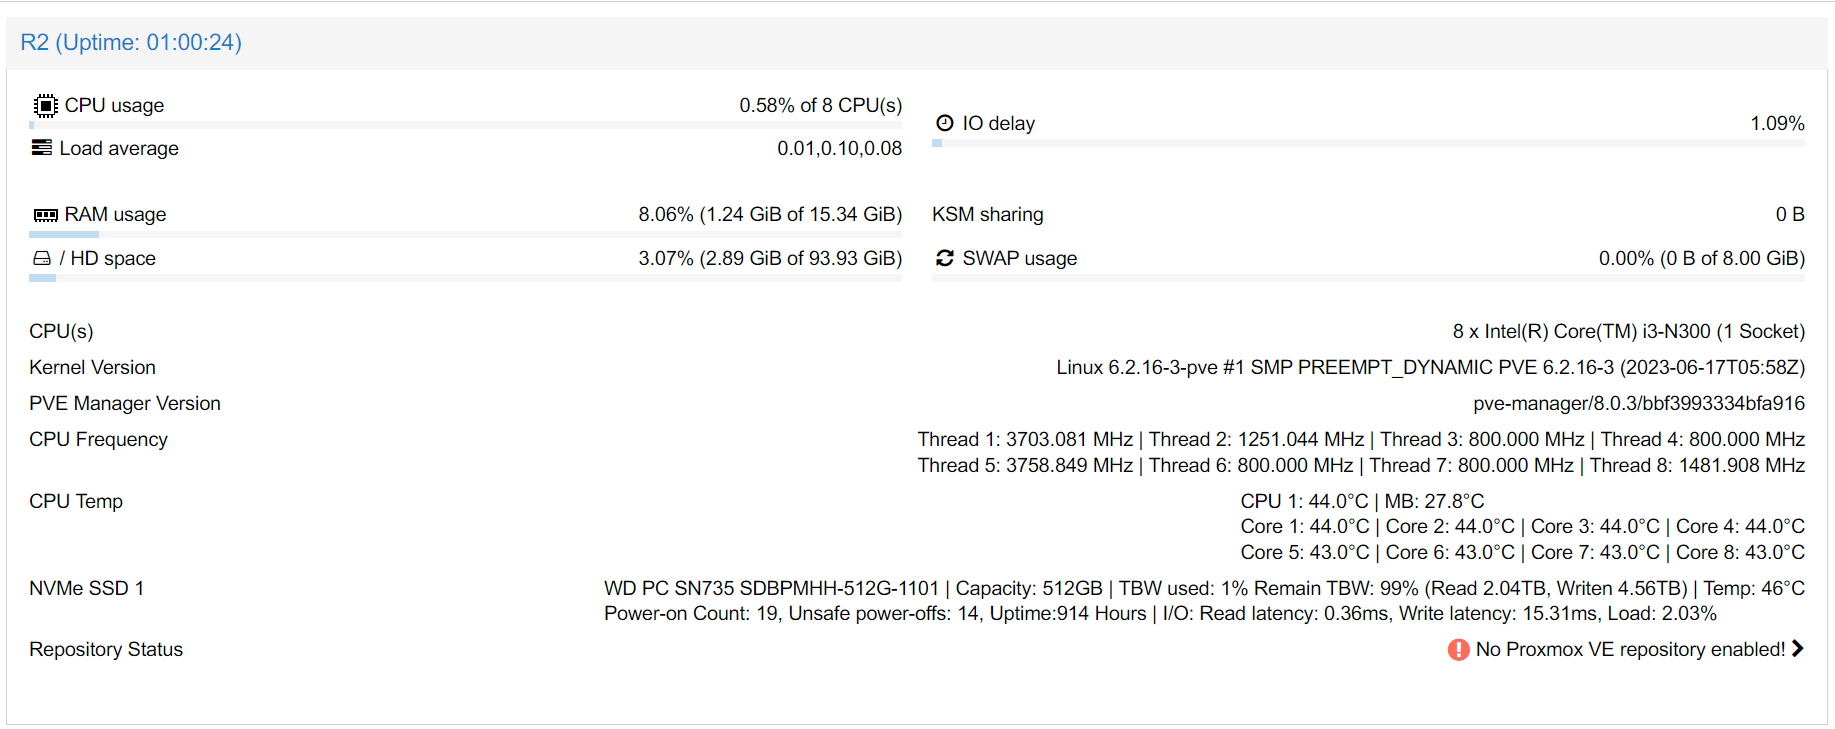 R2 (Uptime: 01:00:24)
CPU usage 0.58% of 8 CPU(s)
IO delay 1.09%
Load average 0.01,0.10,0.08
RAM usage 8.06% (1.24 GiB of 15.34 GiB)
KSM sharing 0 B
/ HD space 3.07% (2.89 GiB of 93.93 GiB)
SWAP usage 0.00% (0 B of 8.00 GiB)
CPU(s) 8 x Intel(R) Core(TM) i3-N300 (1 Socket)
Kernel Version Linux 6.2.16-3-pve #1 SMP PREEMPT_DYNAMIC PVE 6.2.16-3 (2023-06-17T05:58Z)
PVE Manager Version pve-manager/8.0.3/bbf3993334bfa916
CPU Frequency Thread 1: 3703.081 MHz | Thread 2: 1251.044 MHz | Thread 3: 800.000 MHz | Thread 4: 800.000 MHz
Thread 5: 3758.849 MHz | Thread 6: 800.000 MHz | Thread 7: 800.000 MHz | Thread 8: 1481.908 MHz
CPU Temp CPU 1: 44.0°C | MB: 27.8°C
Core 1: 44.0°C | Core 2: 44.0°C | Core 3: 44.0°C | Core 4: 44.0°C
Core 5: 43.0°C | Core 6: 43.0°C | Core 7: 43.0°C | Core 8: 43.0°C
NVMe SSD 1 WD PC SN735 SDBPMHH-512G-1101 | Capacity: 512GB | TBW used: 1% Remain TBW: 99% (Read 2.04TB, Writen 4.56TB) | Temp: 46°C
Power-on Count: 19, Unsafe power-offs: 14, Uptime:914 Hours | I/O: Read latency: 0.36ms, Write latency: 15.31ms, Load: 2.03%
Repository Status No Proxmox VE repository enabled!